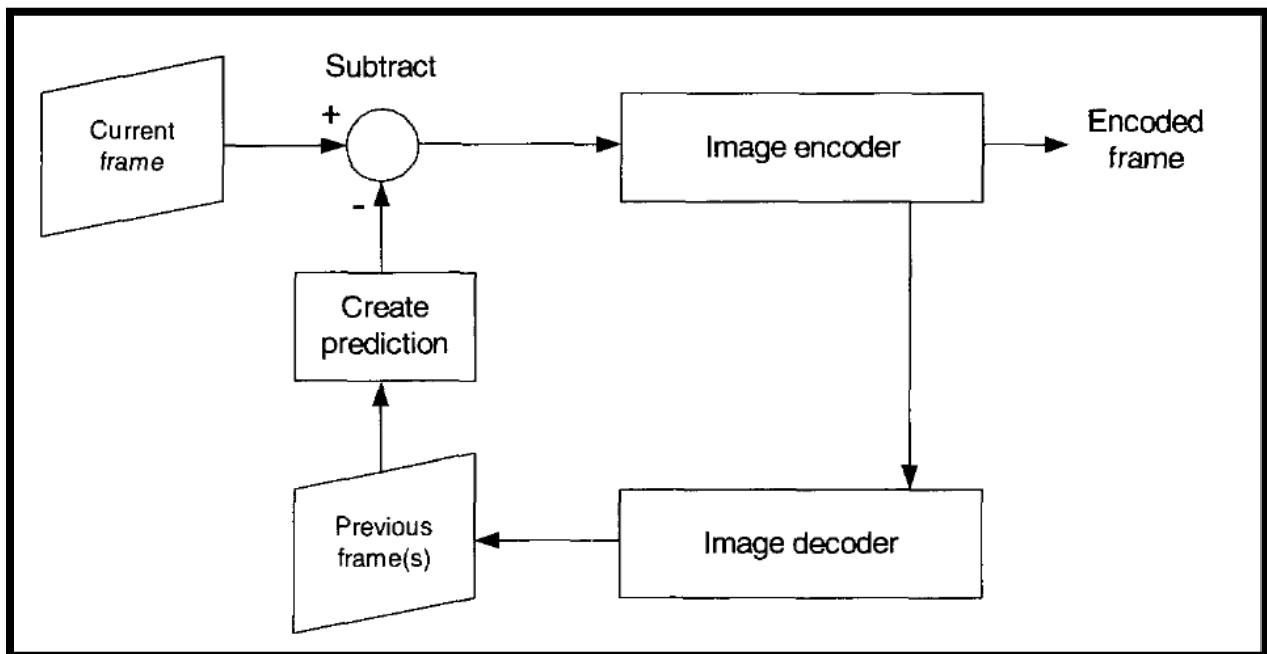 Subtract
Current
frame
+
Image encoder
Encoded
frame
-
Create
prediction
Previous
frame(s)
Image decoder